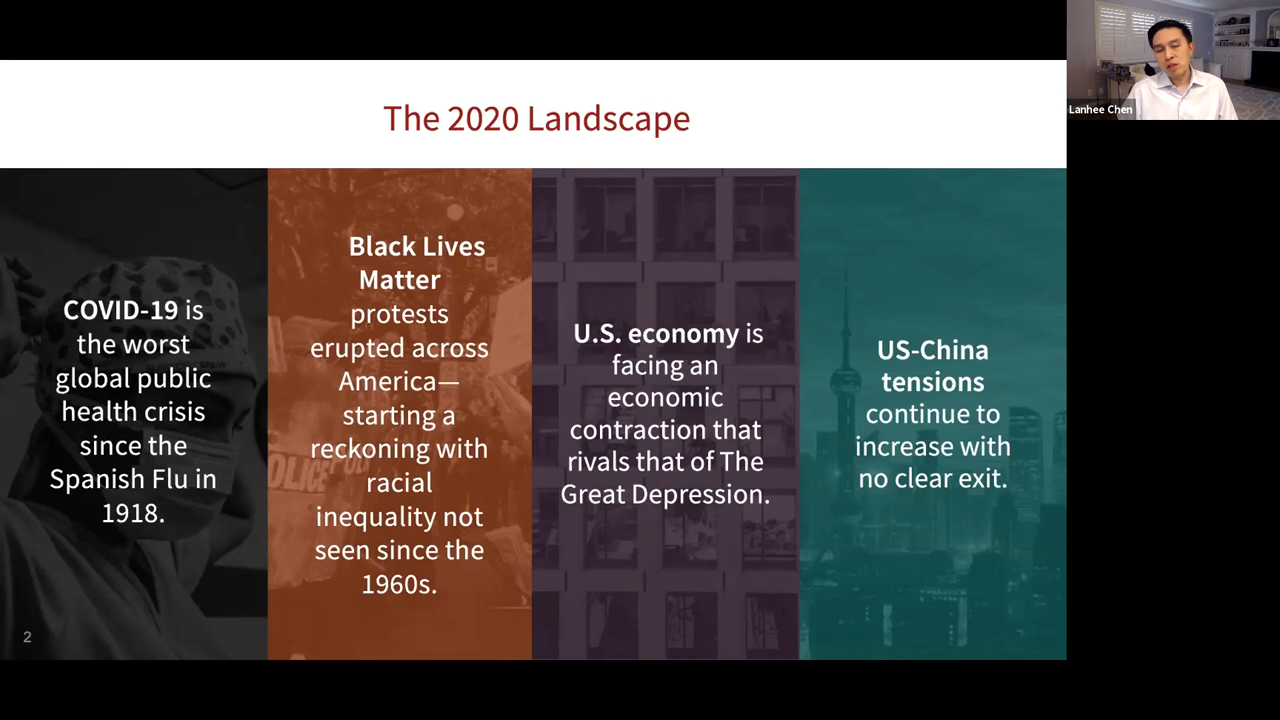 The 2020 Landscape
Lanhee Chen
COVID-19 is
the worst
global public
health crisis
since the
Spanish Flu in
1918.
Black Lives
Matter
protests
erupted across
America—
starting a
reckoning with
racial
inequality not
seen since the
1960s.
U.S. economy is
facing an
economic
contraction that
rivals that of The
Great Depression.
US-China
tensions
continue to
increase with
no clear exit.
POLICE
2